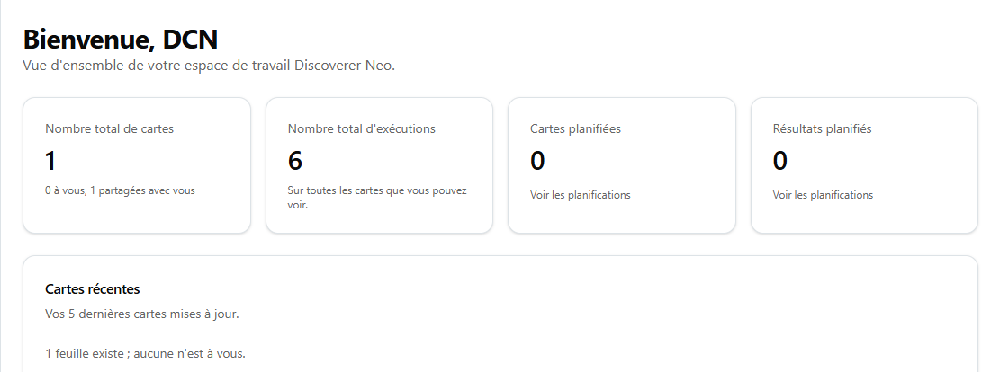 Bienvenue, DCN
Vue d'ensemble de votre espace de travail Discoverer Neo.
Nombre total de cartes
1
0 à vous, 1 partagées avec vous
Nombre total d'exécutions
6
Sur toutes les cartes que vous pouvez
voir.
Cartes planifiées
0
Voir les planifications
Résultats planifiés
0
Voir les planifications
Cartes récentes
Vos 5 dernières cartes mises à jour.
1 feuille existe ; aucune n'est à vous.